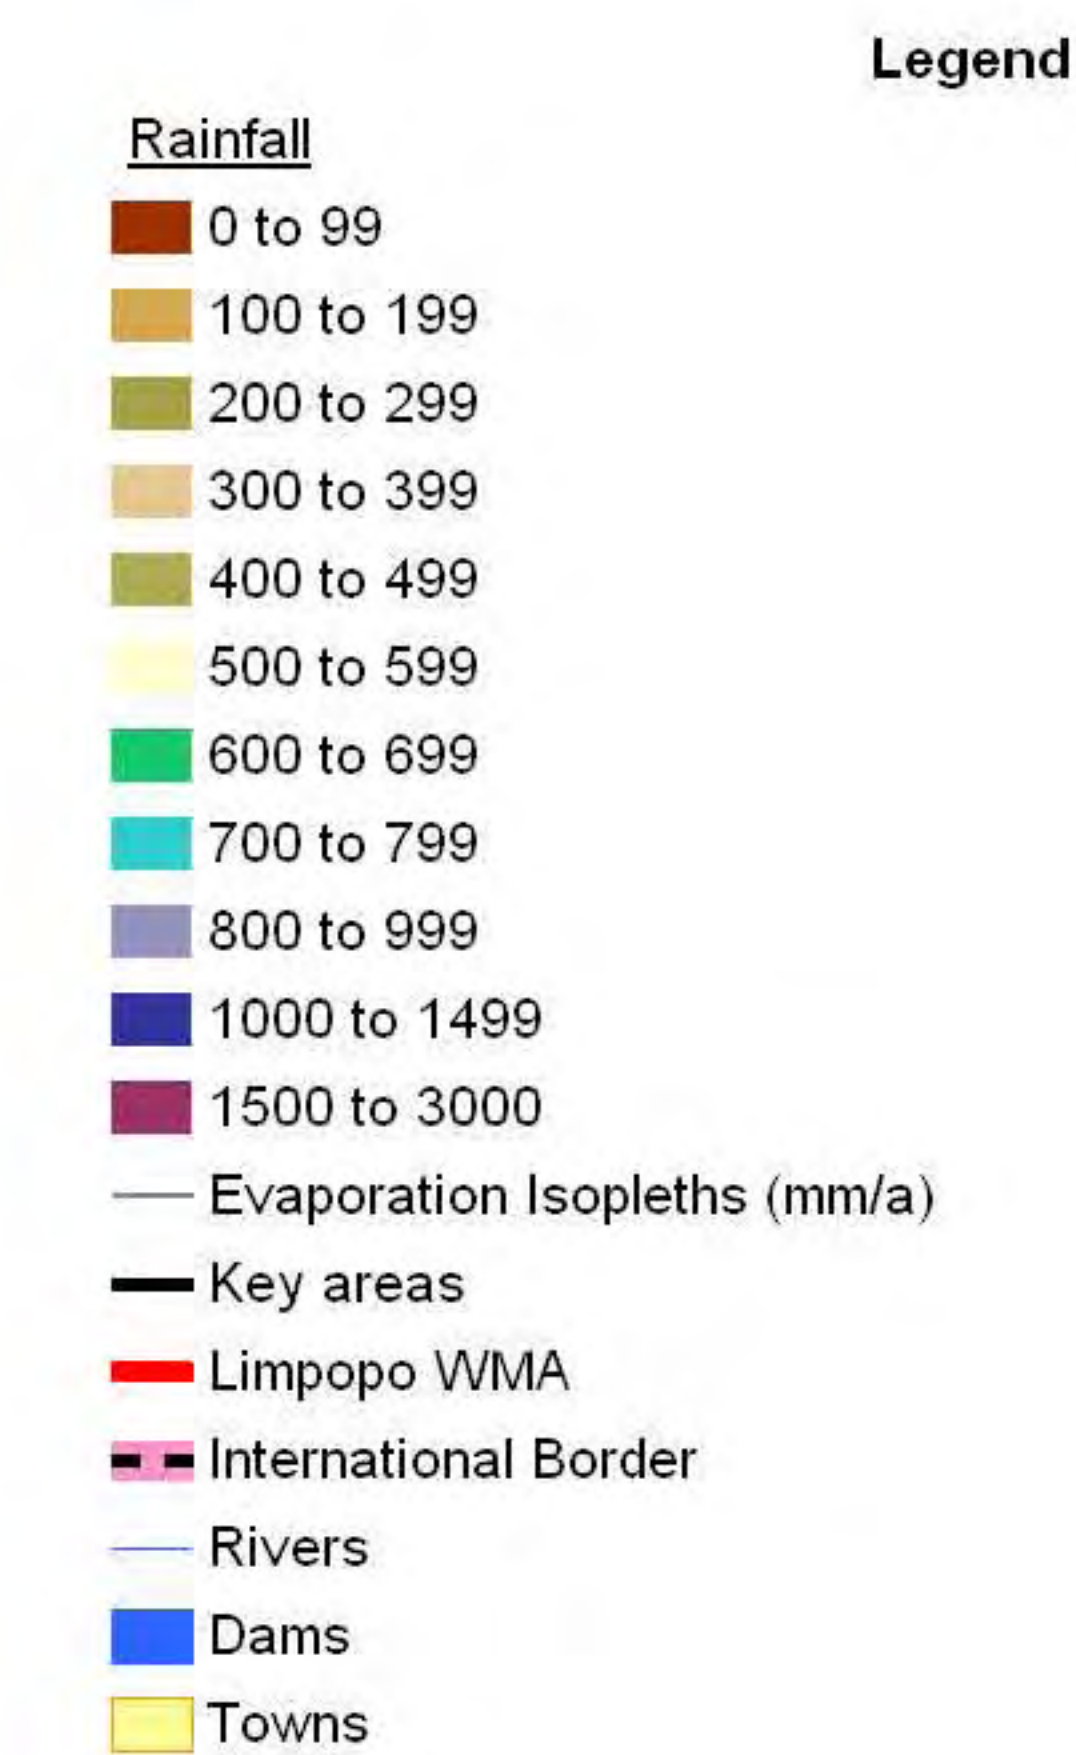 Legend
Rainfall
0 to 99
100 to 199
200 to 299
300 to 399
400 to 499
500 to 599
600 to 699
700 to 799
800 to 999
1000 to 1499
1500 to 3000
Evaporation Isopleths (mm/a)
Key areas
Limpopo WMA
International Border
Rivers
Dams
Towns